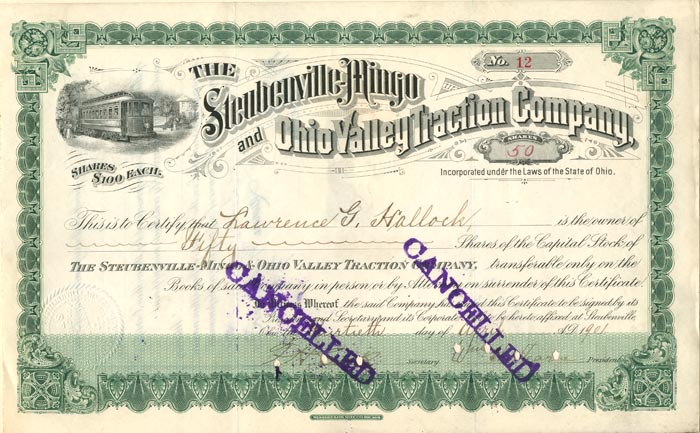 THE
Steubenville-Mingo
and Ohio Valley Traction Company,
No. 12
SHARES
50
SHARES $100 EACH.
Incorporated under the Laws of the State of Ohio.
This is to Certify that Lawrence G. Hallock is the owner of
Fifty Shares of the Capital Stock of
THE STEUBENVILLE-MINGO & OHIO VALLEY TRACTION COMPANY, transferable only on the
Books of said Company in person or by Attorney on surrender of this Certificate.
In Witness Whereof the said Company has caused this Certificate to be signed by its
President and Secretary and its Corporate Seal to be hereto affixed at Steubenville,
Ohio day of A.D. 1901
Secretary President
CANCELLED
CANCELLED